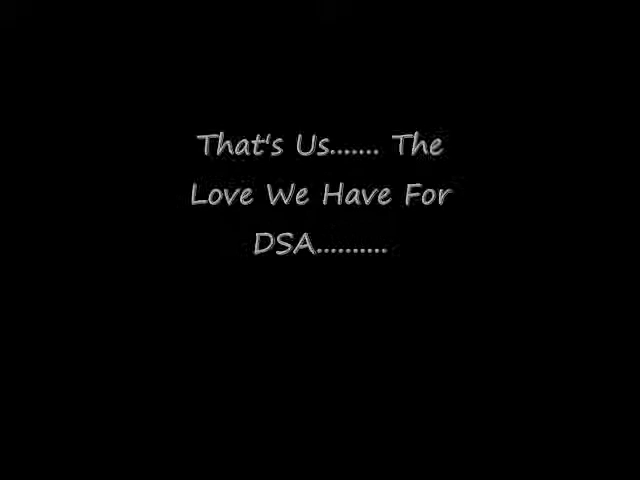 That's Us....... The
Love We Have For
DSA..........